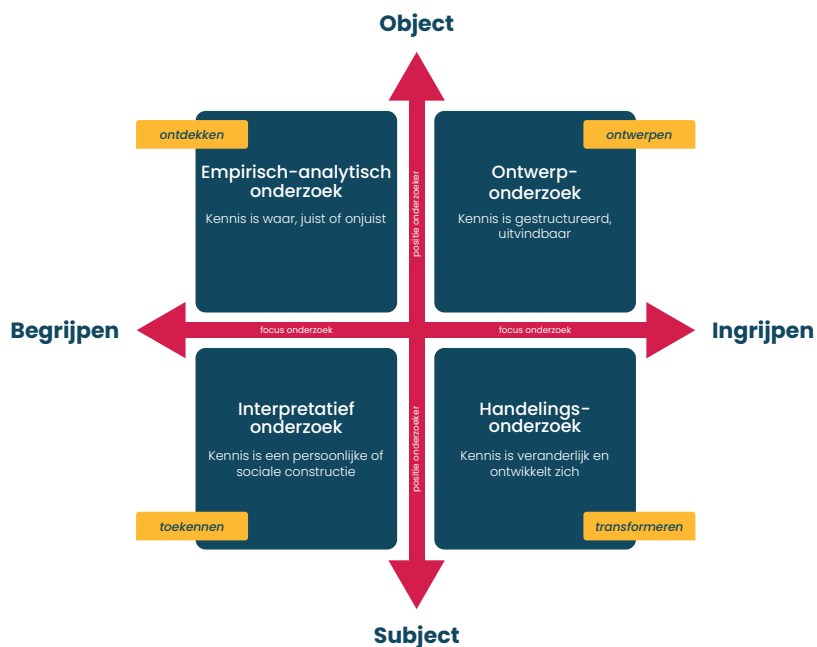 Object
ontdekken
ontwerpen
Empirisch-analytisch
onderzoek
Kennis is waar, juist of onjuist
positie onderzoeker
Ontwerp-
onderzoek
Kennis is gestructureerd,
uitvindbaar
Begrijpen
focus onderzoek
focus onderzoek
Ingrijpen
Interpretatief
onderzoek
Kennis is een persoonlijke of
sociale constructie
positie onderzoeker
Handelings-
onderzoek
Kennis is veranderlijk en
ontwikkelt zich
toekennen
transformeren
Subject